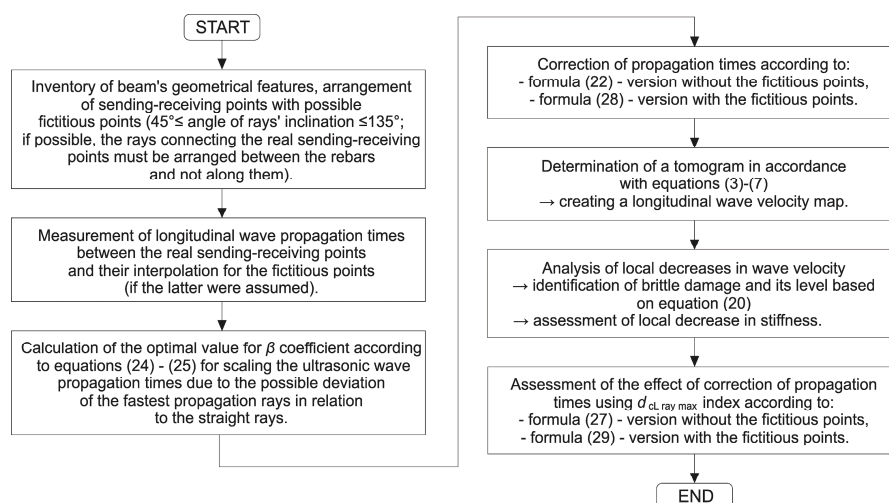 START
Inventory of beam's geometrical features, arrangement
of sending-receiving points with possible
fictitious points (45°≤ angle of rays' inclination ≤135°;
if possible, the rays connecting the real sending-receiving
points must be arranged between the rebars
and not along them).
Measurement of longitudinal wave propagation times
between the real sending-receiving points
and their interpolation for the fictitious points
(if the latter were assumed).
Calculation of the optimal value for β coefficient according
to equations (24) - (25) for scaling the ultrasonic wave
propagation times due to the possible deviation
of the fastest propagation rays in relation
to the straight rays.
Correction of propagation times according to:
- formula (22) - version without the fictitious points,
- formula (28) - version with the fictitious points.
Determination of a tomogram in accordance
with equations (3)-(7)
→ creating a longitudinal wave velocity map.
Analysis of local decreases in wave velocity
→ identification of brittle damage and its level based
on equation (20)
→ assessment of local decrease in stiffness.
Assessment of the effect of correction of propagation
times using d cL ray max index according to:
- formula (27) - version without the fictitious points,
- formula (29) - version with the fictitious points.
END